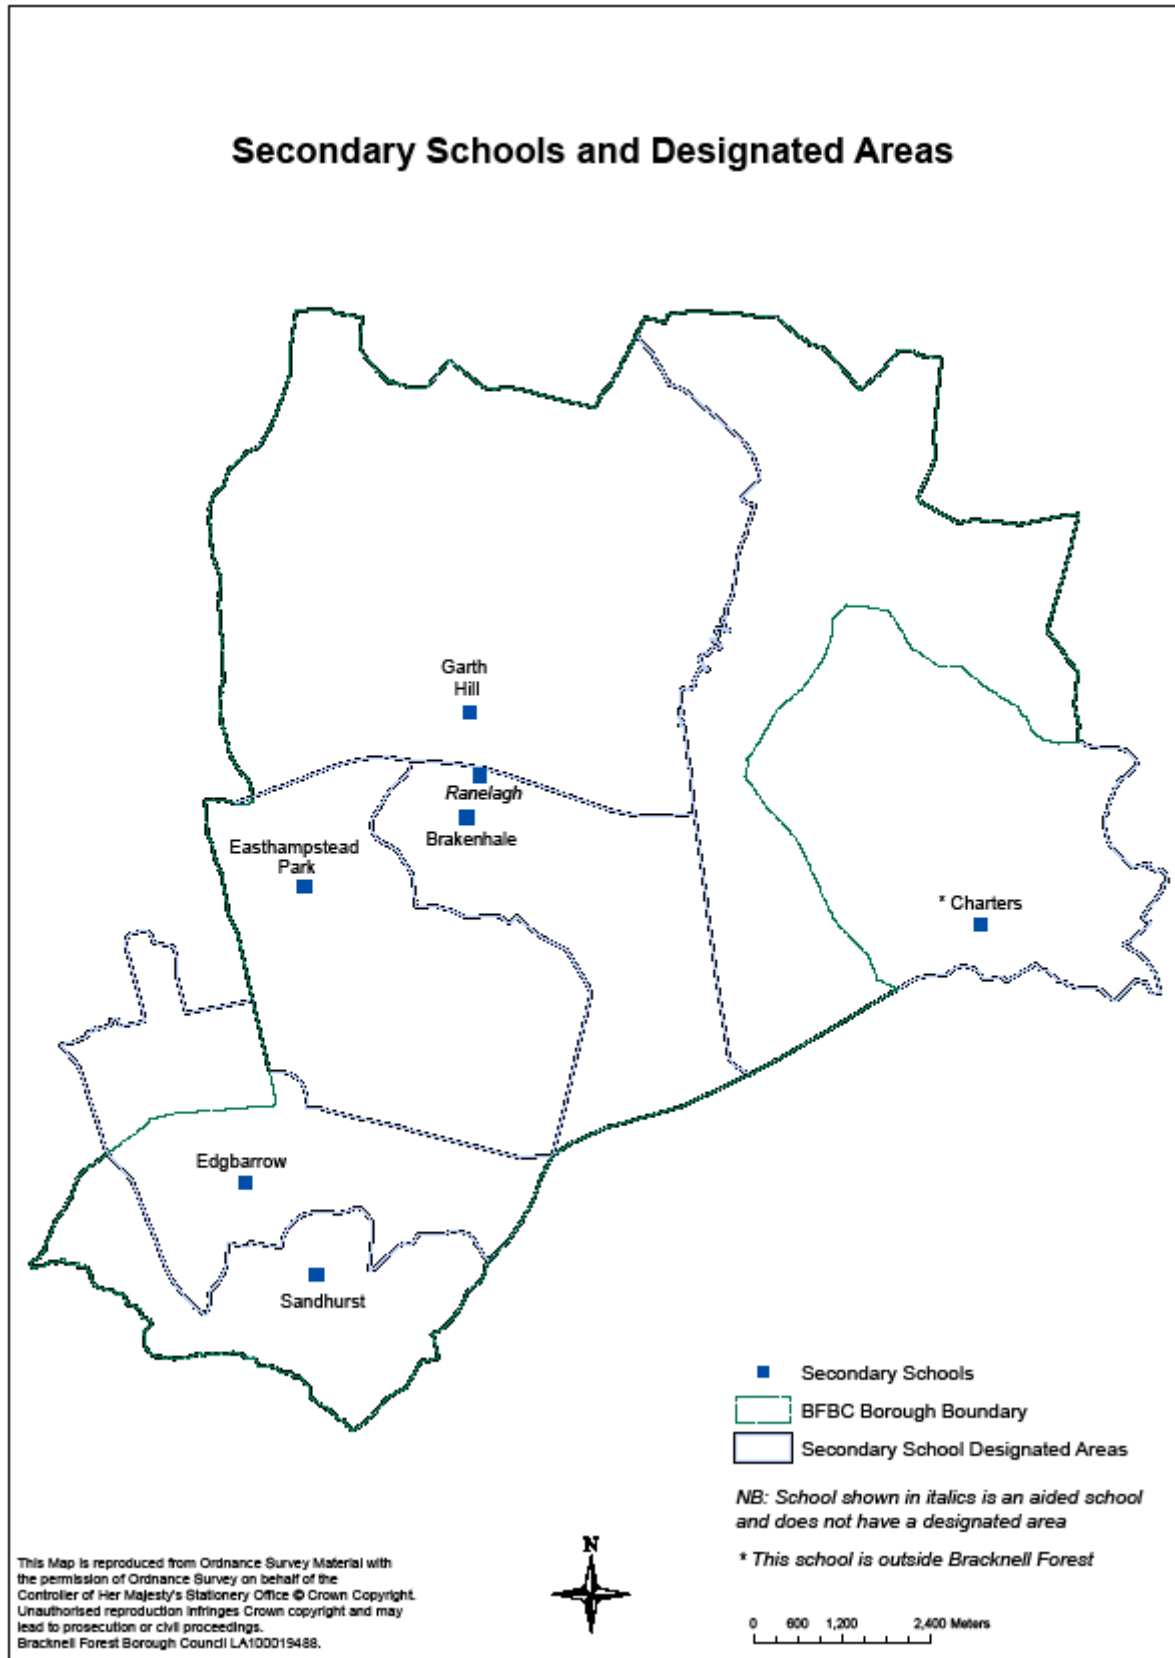 Secondary Schools and Designated Areas
Garth
Hill
Ranelagh
Brakenhale
Easthampstead
Park
* Charters
Edgbarrow
Sandhurst
Secondary Schools
BFBC Borough Boundary
Secondary School Designated Areas
NB: School shown in italics is an aided school
and does not have a designated area
* This school is outside Bracknell Forest
This Map is reproduced from Ordnance Survey Material with
the permission of Ordnance Survey on behalf of the
Controller of Her Majesty's Stationery Office © Crown Copyright.
Unauthorised reproduction infringes Crown copyright and may
lead to prosecution or civil proceedings.
Bracknell Forest Borough Council LA100019488.
N
0 600 1,200 2,400 Meters